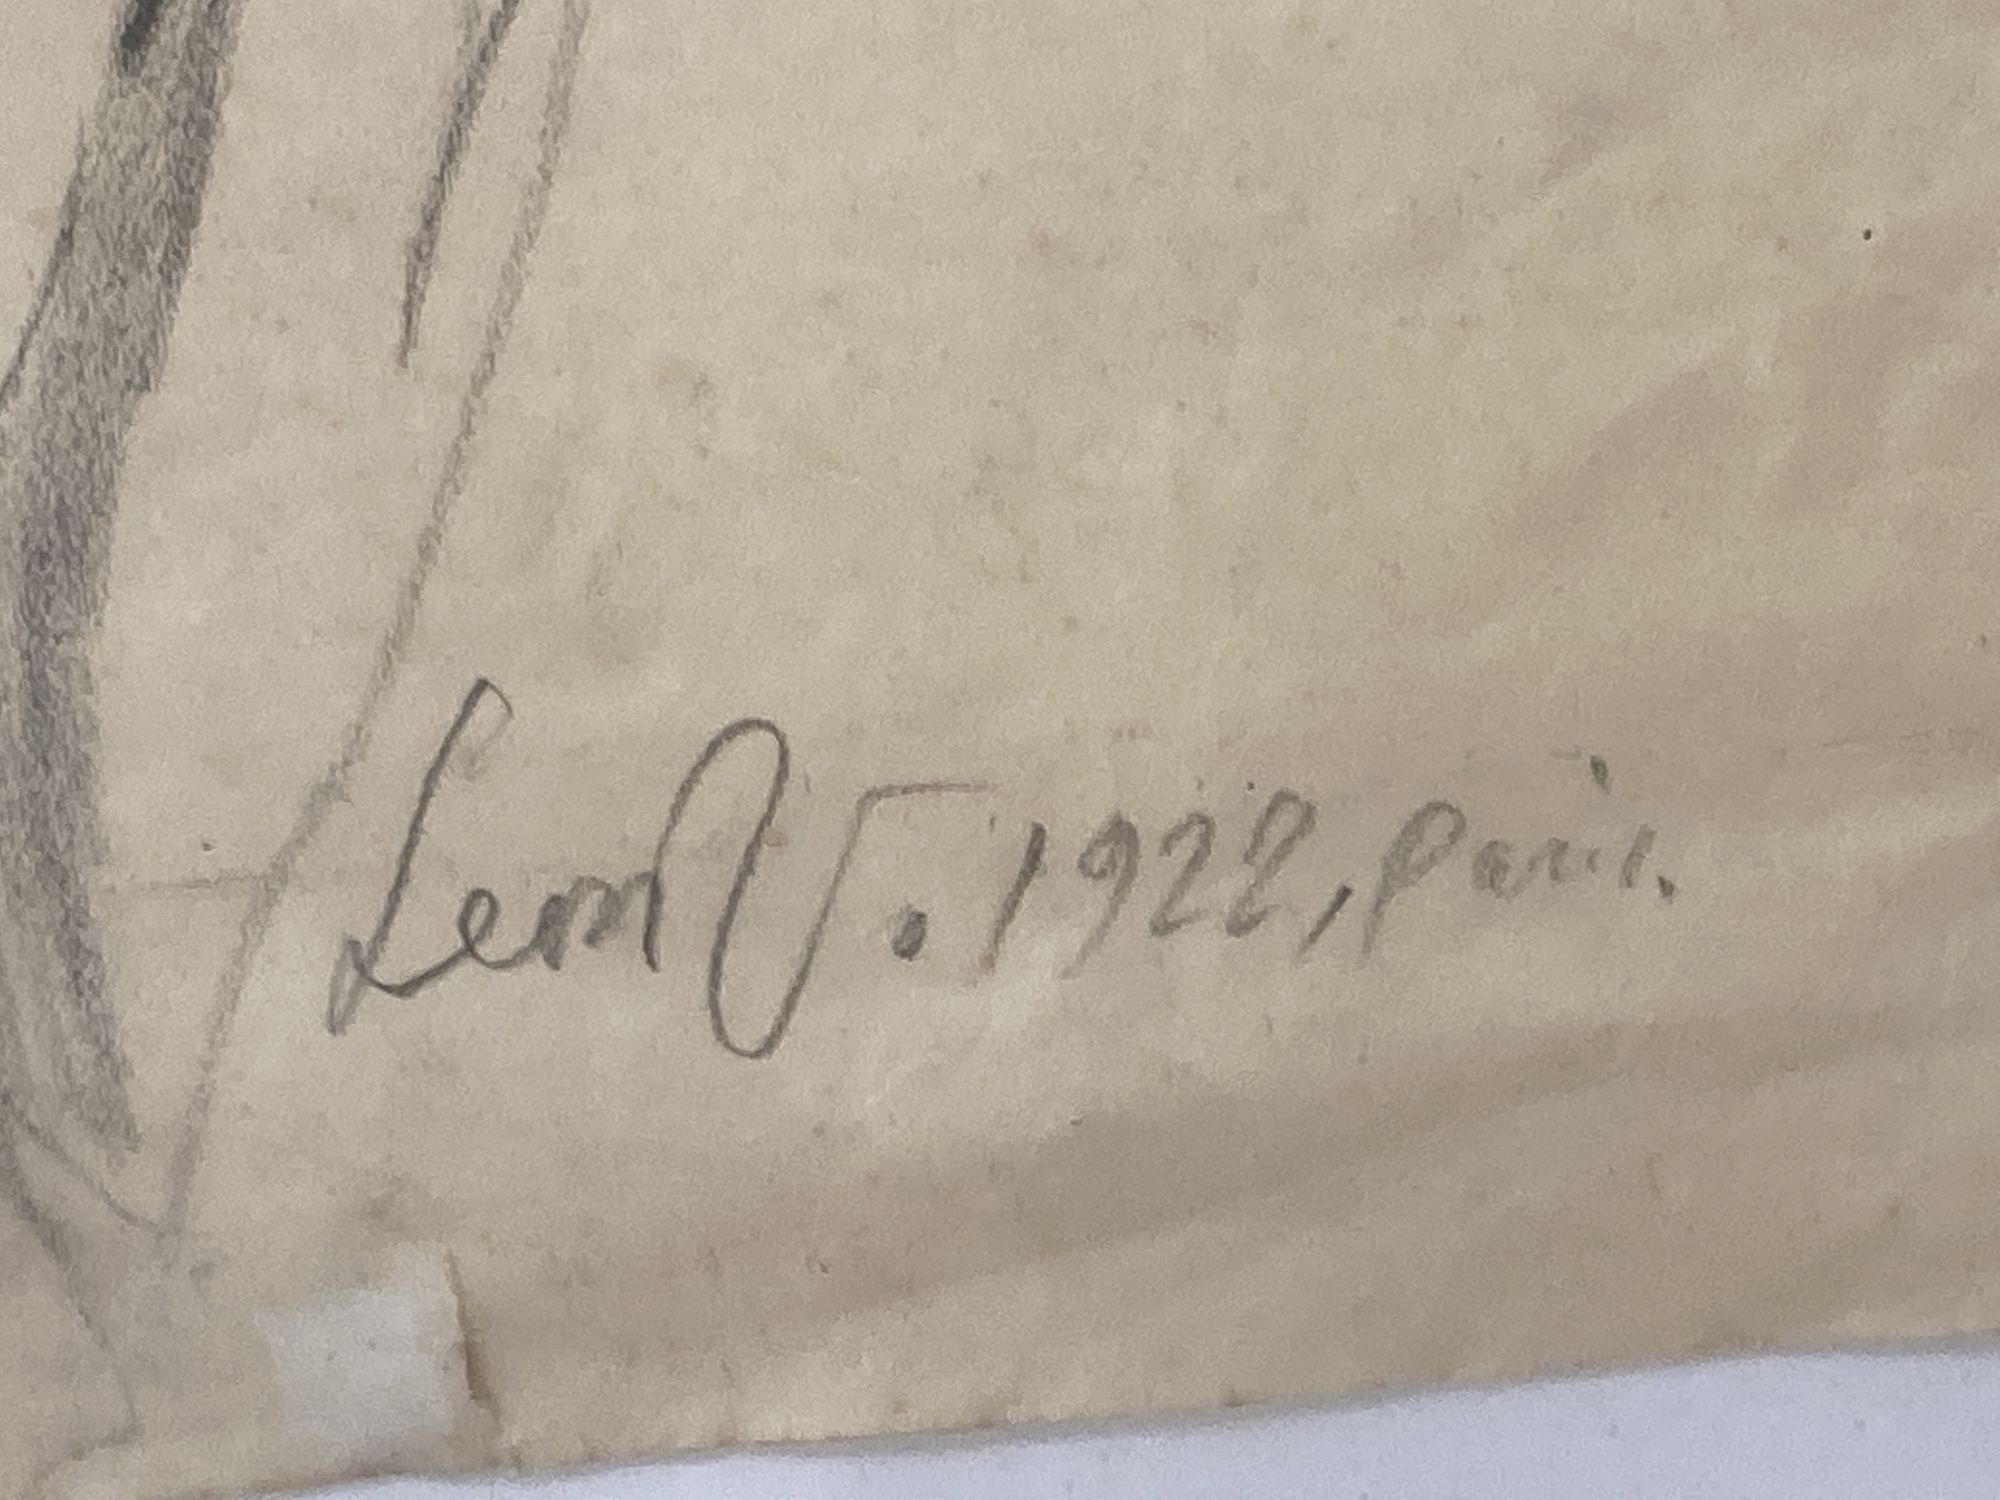 Leon V. 1928, Paris.